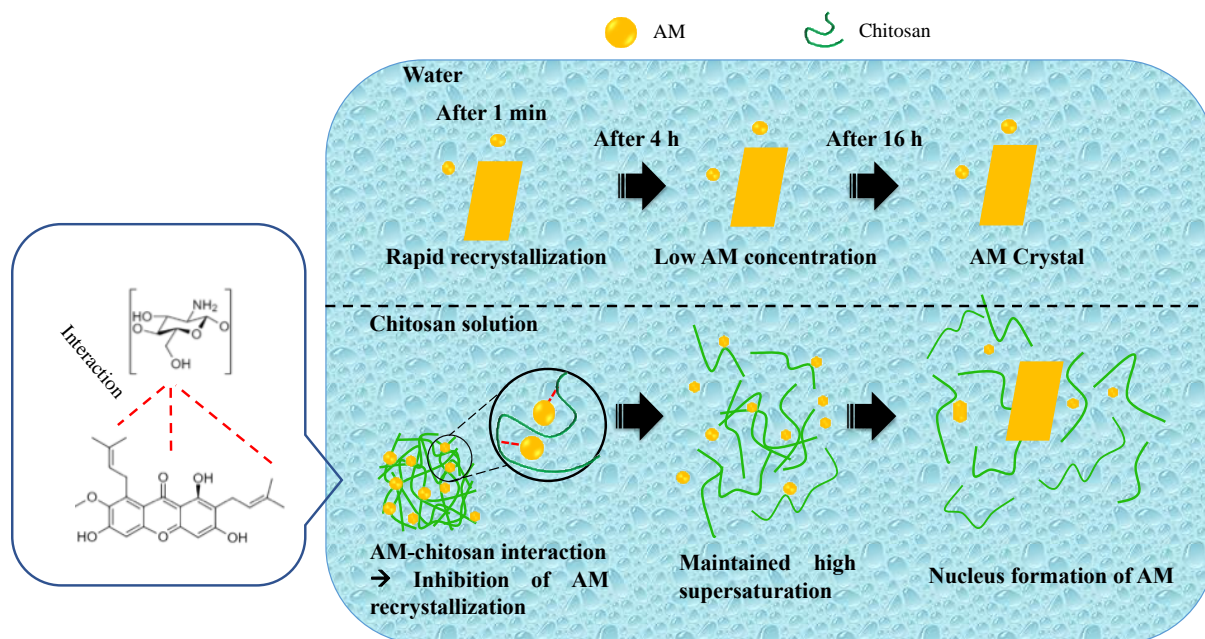 AM
Chitosan
Water
After 1 min
After 4 h
After 16 h
Rapid recrystallization
Low AM concentration
AM Crystal
Chitosan solution
AM-chitosan interaction
→ Inhibition of AM
recrystallization
Maintained high
supersaturation
Nucleus formation of AM
Interaction
NH2
HO
O
O
O
OH
n
O
OH
O
HO
O
OH